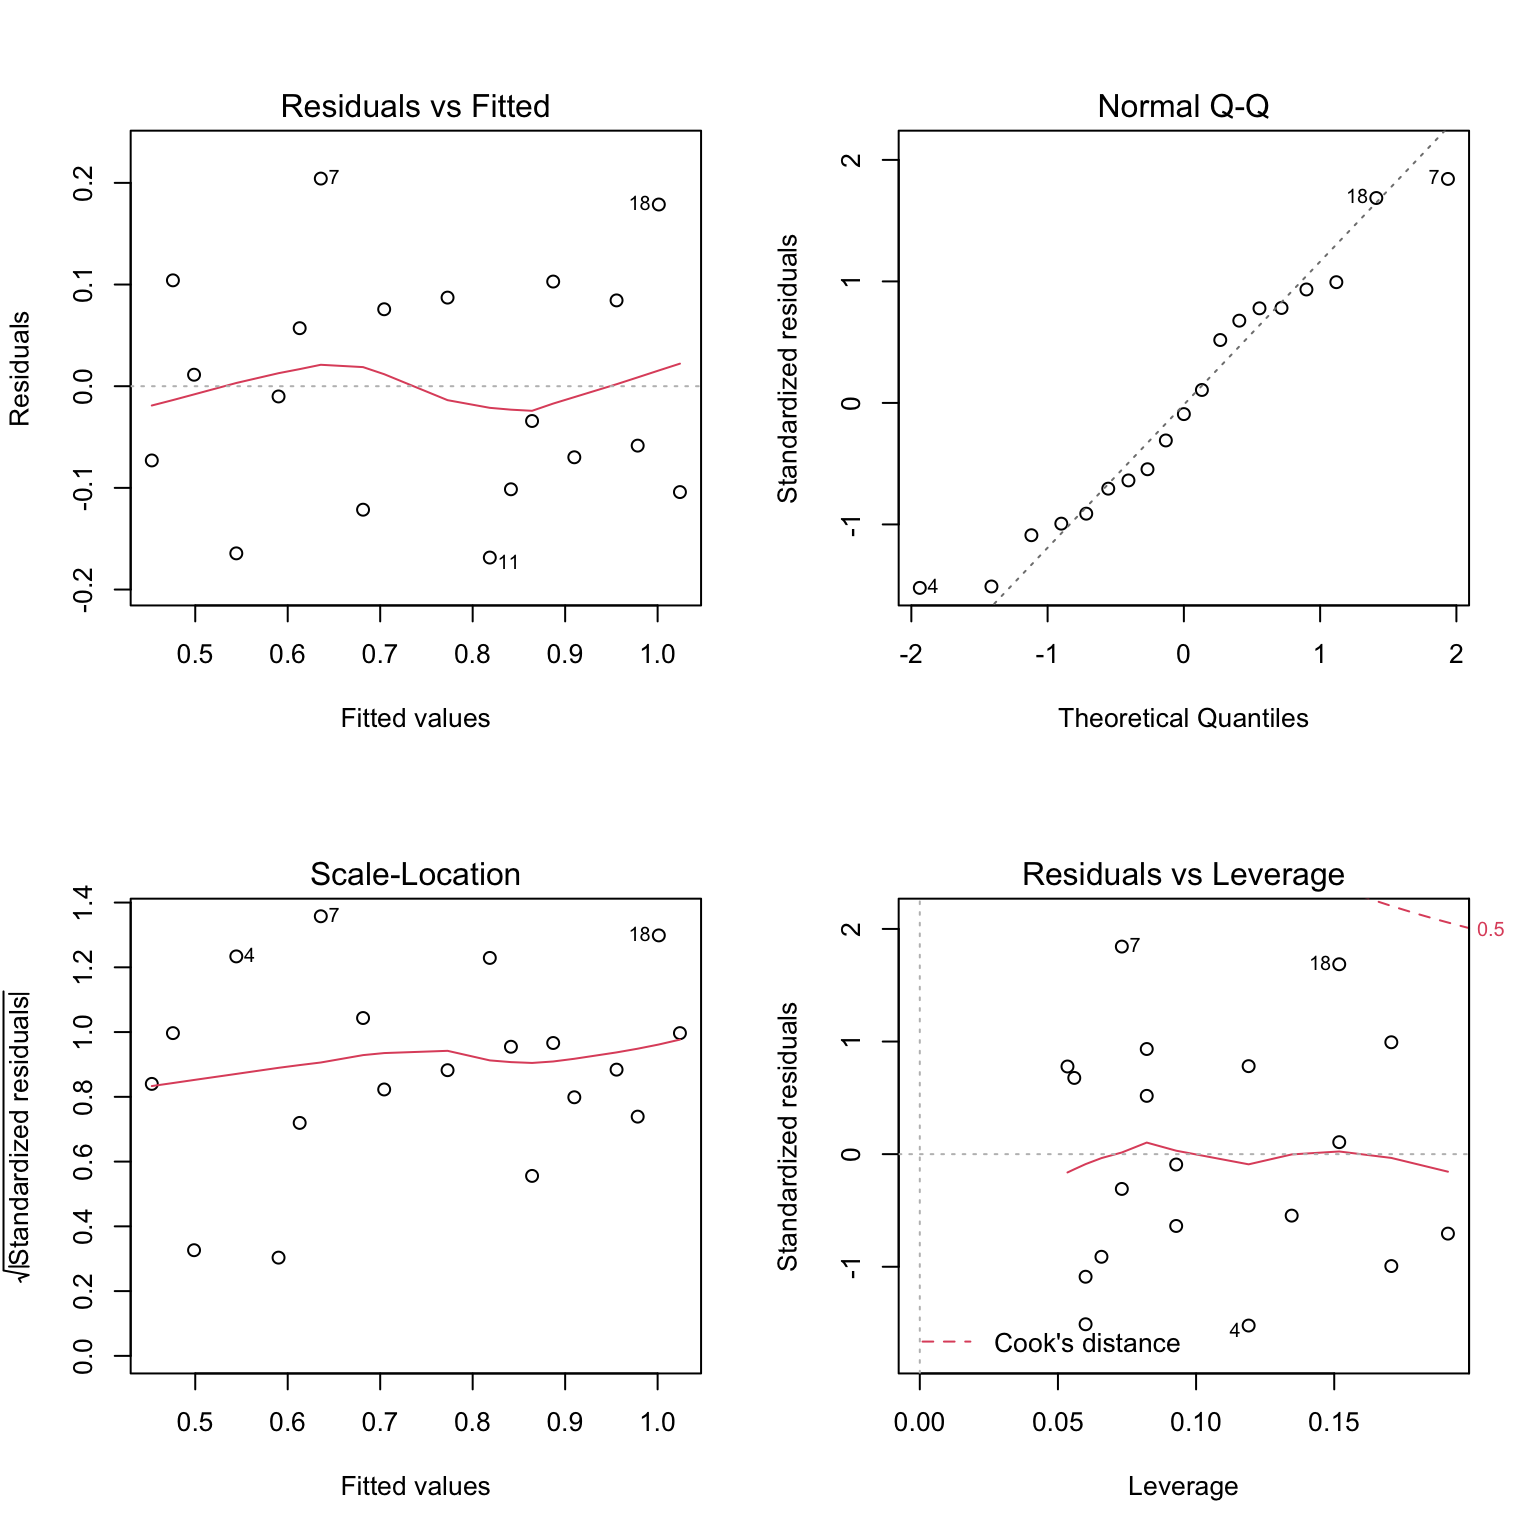 Residuals vs Fitted
Residuals
0.2
0.1
0.0
-0.1
-0.2
7
18
11
0.5 0.6 0.7 0.8 0.9 1.0
Fitted values
Normal Q-Q
Standardized residuals
2
1
0
-1
18
7
4
-2 -1 0 1 2
Theoretical Quantiles
Scale-Location
√|Standardized residuals|
1.4
1.2
1.0
0.8
0.6
0.4
0.2
0.0
7
4
18
0.5 0.6 0.7 0.8 0.9 1.0
Fitted values
Residuals vs Leverage
Standardized residuals
2
1
0
-1
0.5
7
18
4
Cook's distance
0.00 0.05 0.10 0.15
Leverage